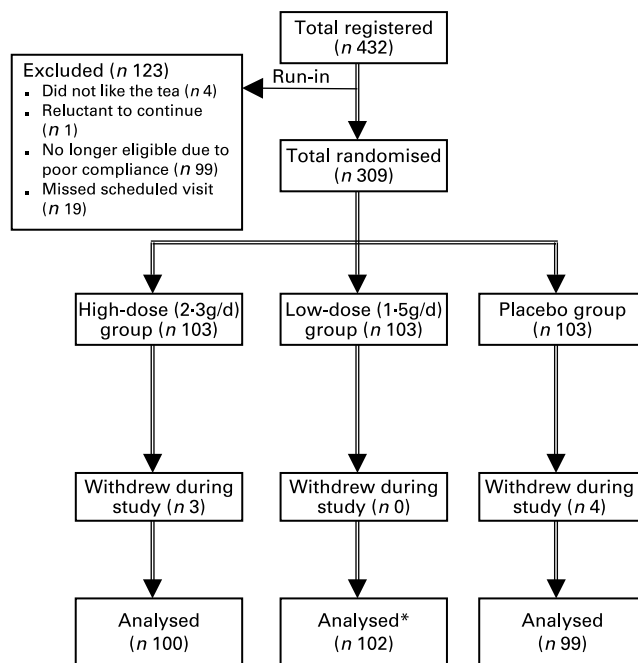 Total registered
(n 432)
Excluded (n 123)
▪ Did not like the tea (n 4)
▪ Reluctant to continue
(n 1)
▪ No longer eligible due to
poor compliance (n 99)
▪ Missed scheduled visit
(n 19)
Run-in
Total randomised
(n 309)
High-dose (2·3g/d)
group (n 103)
Low-dose (1·5g/d)
group (n 103)
Placebo group
(n 103)
Withdrew during
study (n 3)
Withdrew during
study (n 0)
Withdrew during
study (n 4)
Analysed
(n 100)
Analysed*
(n 102)
Analysed
(n 99)